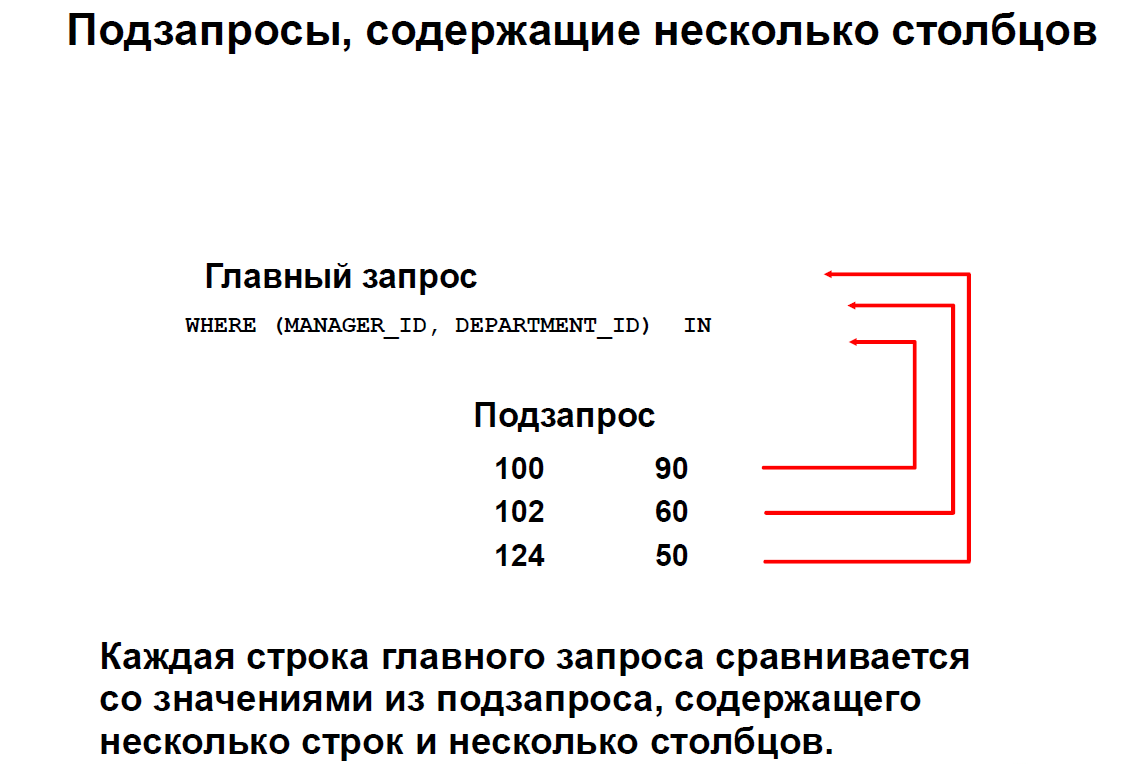 Подзапросы, содержащие несколько столбцов
Главный запрос
WHERE (MANAGER_ID, DEPARTMENT_ID)  IN
Подзапрос
100 90
102 60
124 50
Каждая строка главного запроса сравнивается
со значениями из подзапроса, содержащего
несколько строк и несколько столбцов.